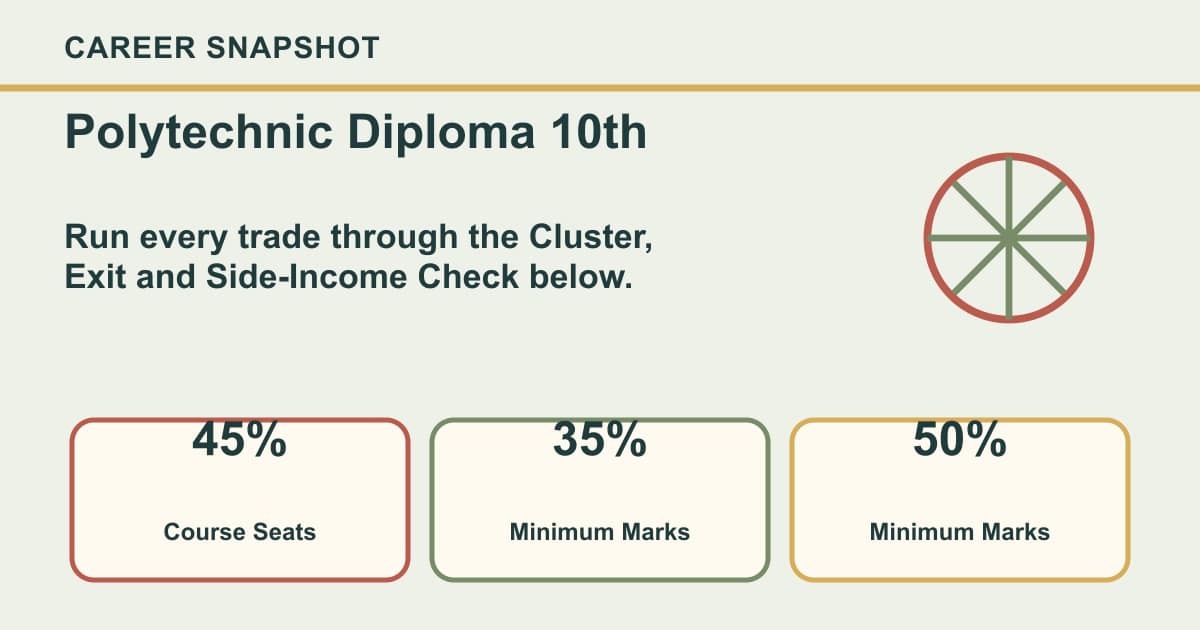 CAREER SNAPSHOT
Polytechnic Diploma 10th
Run every trade through the Cluster,
Exit and Side-Income Check below.
45%
Course Seats
35%
Minimum Marks
50%
Minimum Marks